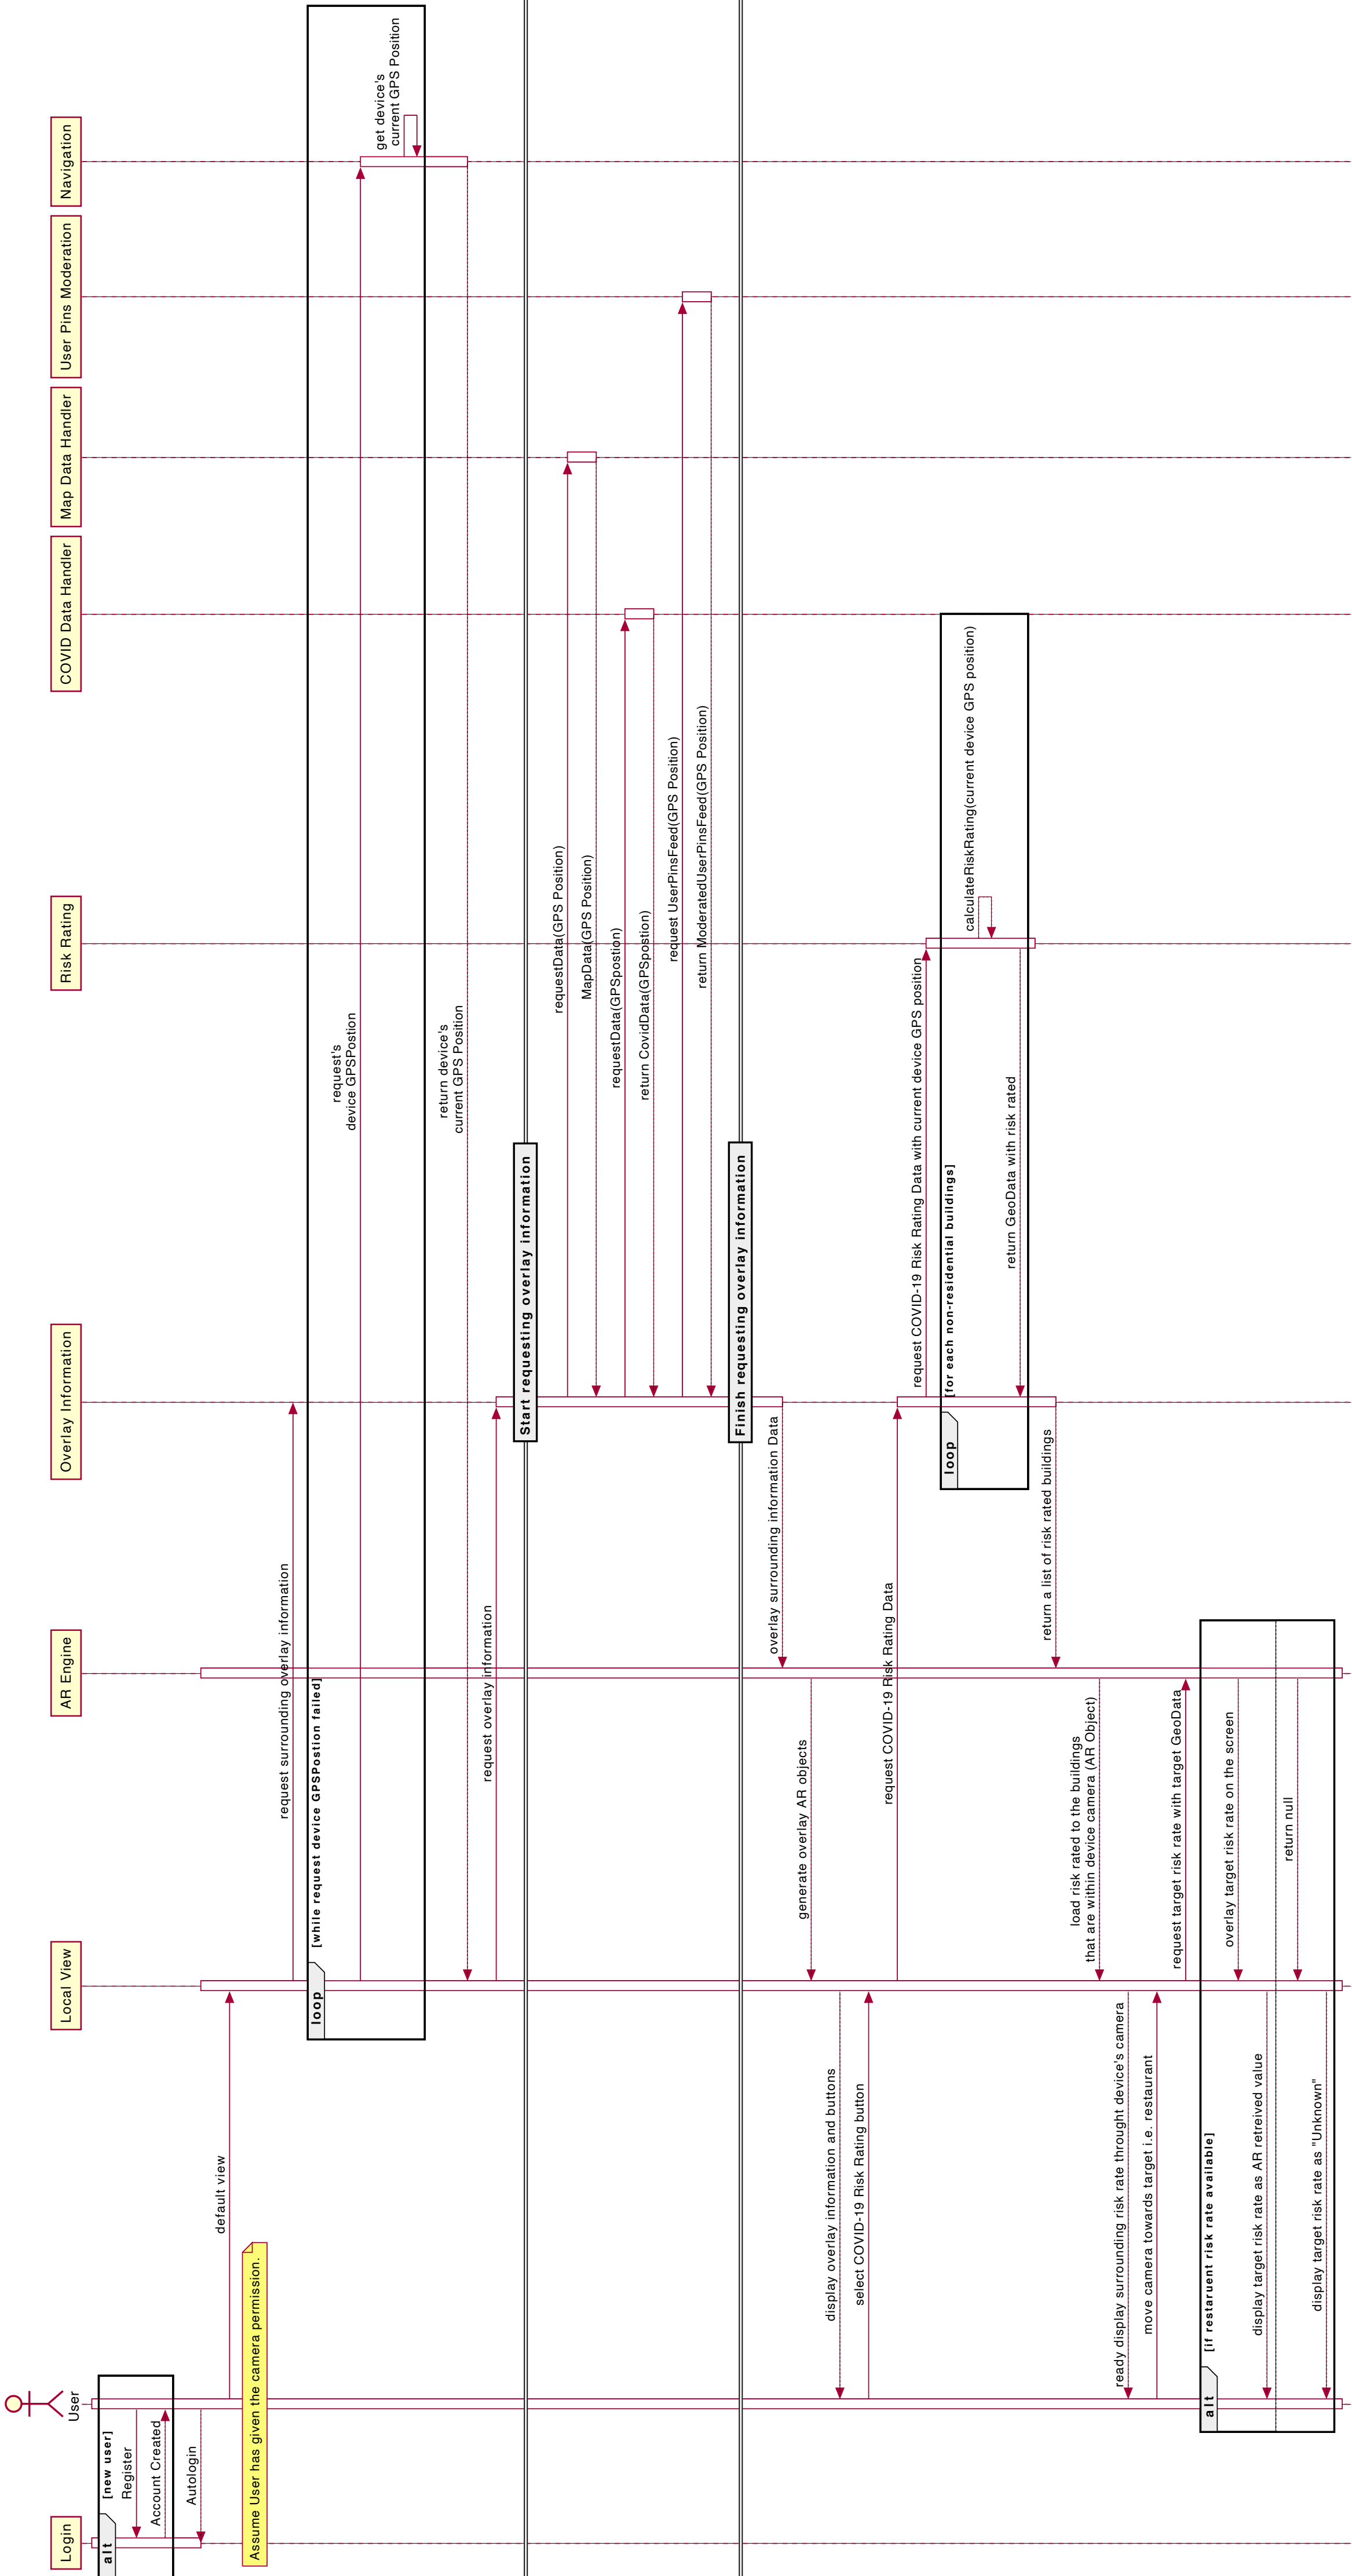 Login
User
Local View
AR Engine
Overlay Information
Risk Rating
COVID Data Handler
Map Data Handler
User Pins Moderation
Navigation
alt
[new user]
Register
Account Created
Autologin
default view
Assume User has given the camera permission.
request surrounding overlay information
loop
[while request device GPSPostion failed]
request's
device GPSPostion
get device's
current GPS Position
return device's
current GPS Position
request overlay information
Start requesting overlay information
requestData(GPS Position)
MapData(GPS Position)
requestData(GPSpostion)
return CovidData(GPSpostion)
request UserPinsFeed(GPS Position)
return ModeratedUserPinsFeed(GPS Position)
Finish requesting overlay information
overlay surrounding information Data
generate overlay AR objects
display overlay information and buttons
select COVID-19 Risk Rating button
request COVID-19 Risk Rating Data
request COVID-19 Risk Rating Data with current device GPS position
loop
[for each non-residential buildings]
calculateRiskRating(current device GPS position)
return GeoData with risk rated
return a list of risk rated buildings
load risk rated to the buildings
that are within device camera (AR Object)
ready display surrounding risk rate throught device's camera
move camera towards target i.e. restaurant
request target risk rate with target GeoData
alt
[if restaruent risk rate available]
overlay target risk rate on the screen
display target risk rate as AR retreived value
return null
display target risk rate as "Unknown"